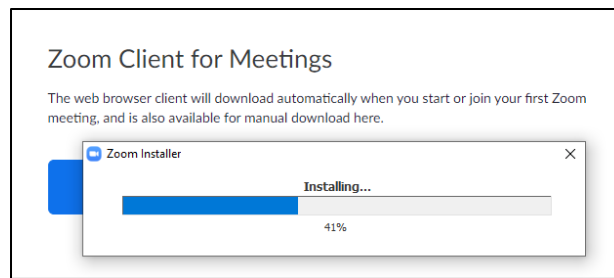 Zoom Client for Meetings
The web browser client will download automatically when you start or join your first Zoom
meeting, and is also available for manual download here.
Zoom Installer
Installing...
41%